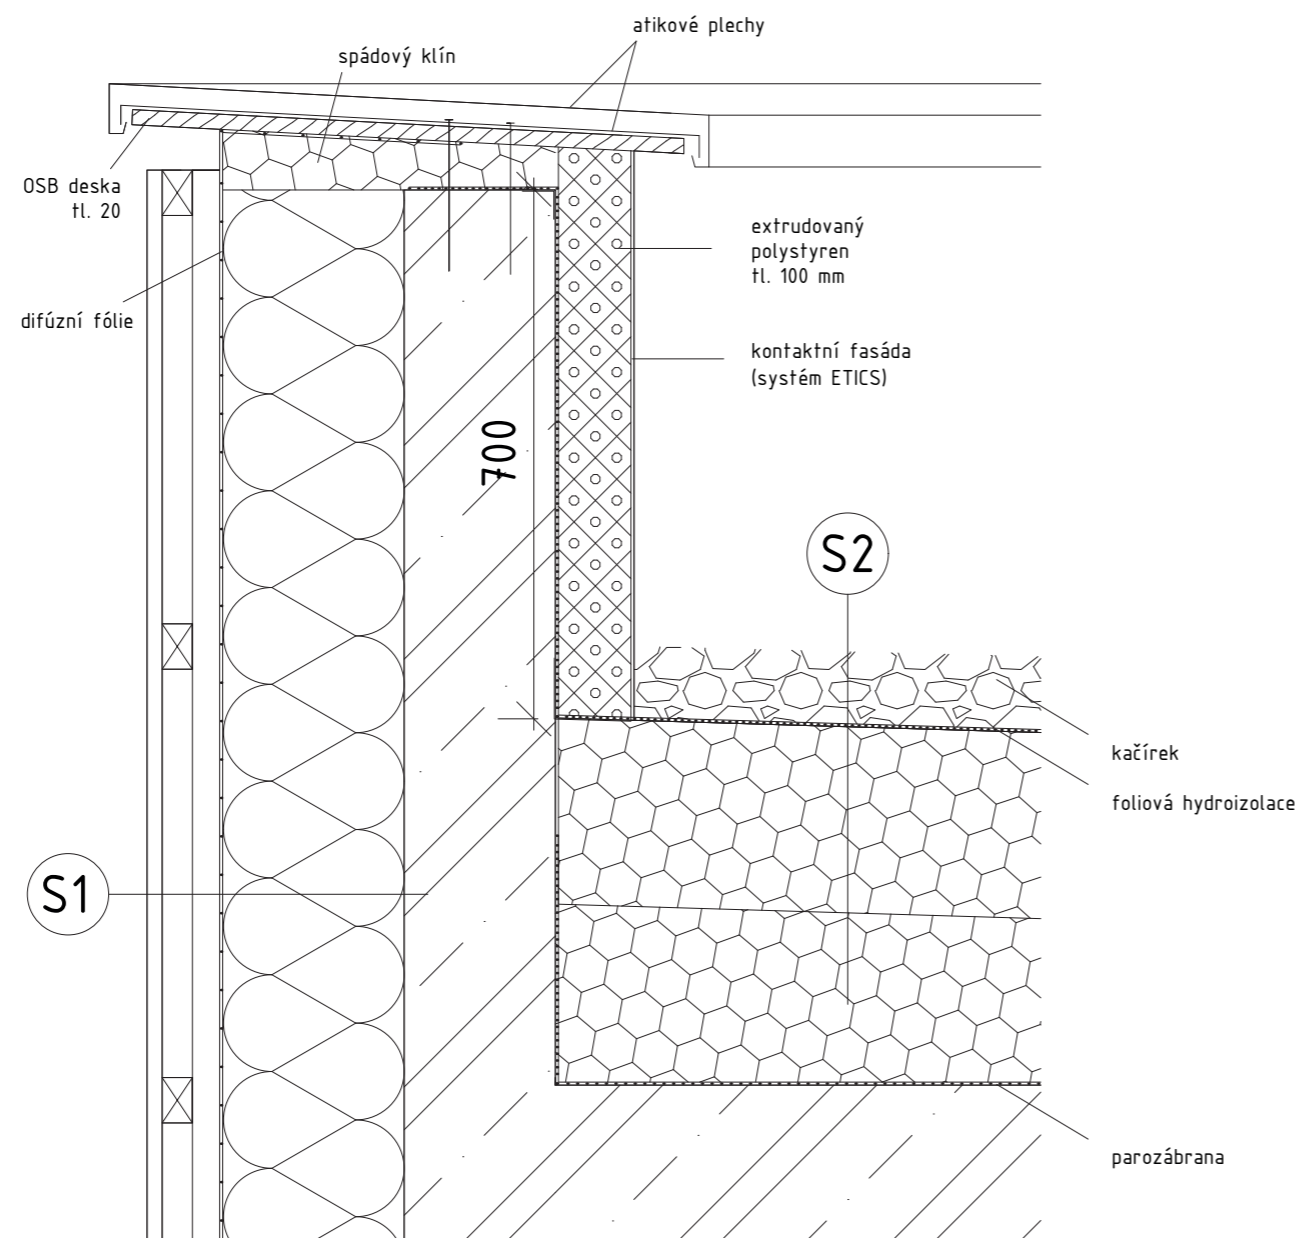 atikové plechy
spádový klín
OSB deska
tl. 20
extrudovaný
polystyren
tl. 100 mm
difúzní fólie
kontaktní fasáda
(systém ETICS)
700
S2
kačírek
foliová hydroizolace
S1
parozábrana